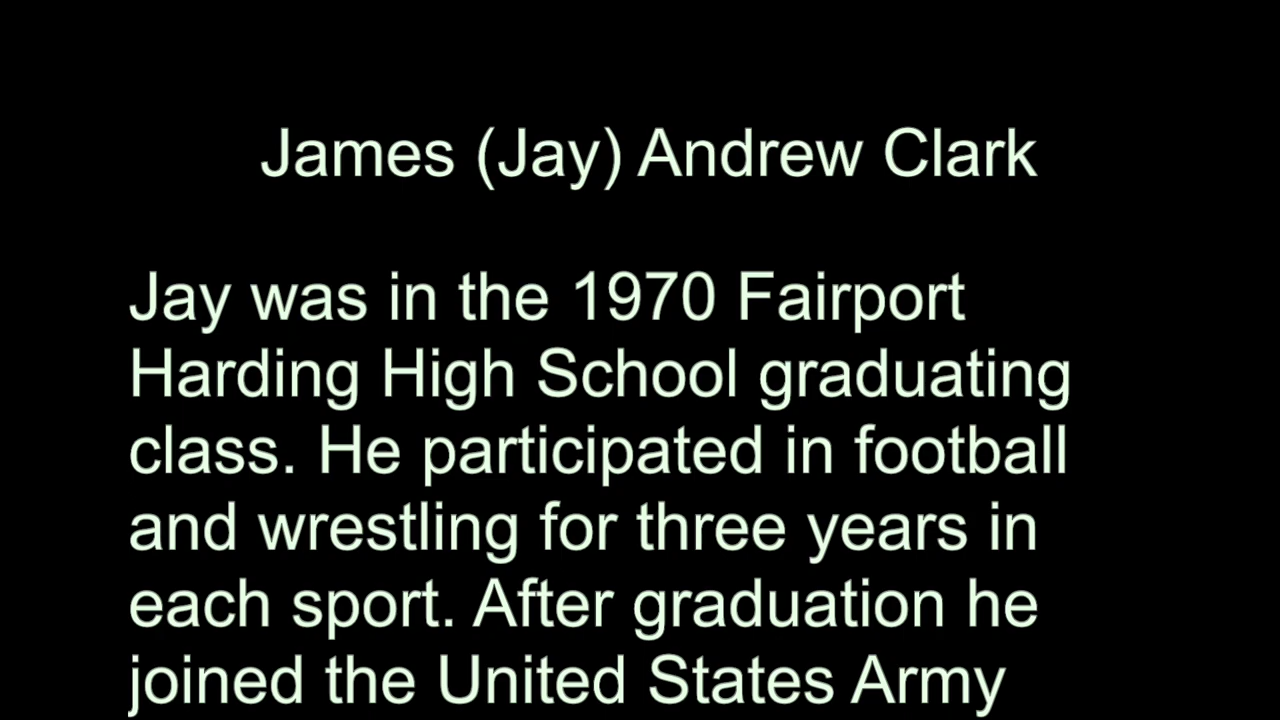 James (Jay) Andrew Clark
Jay was in the 1970 Fairport
Harding High School graduating
class. He participated in football
and wrestling for three years in
each sport. After graduation he
joined the United States Army